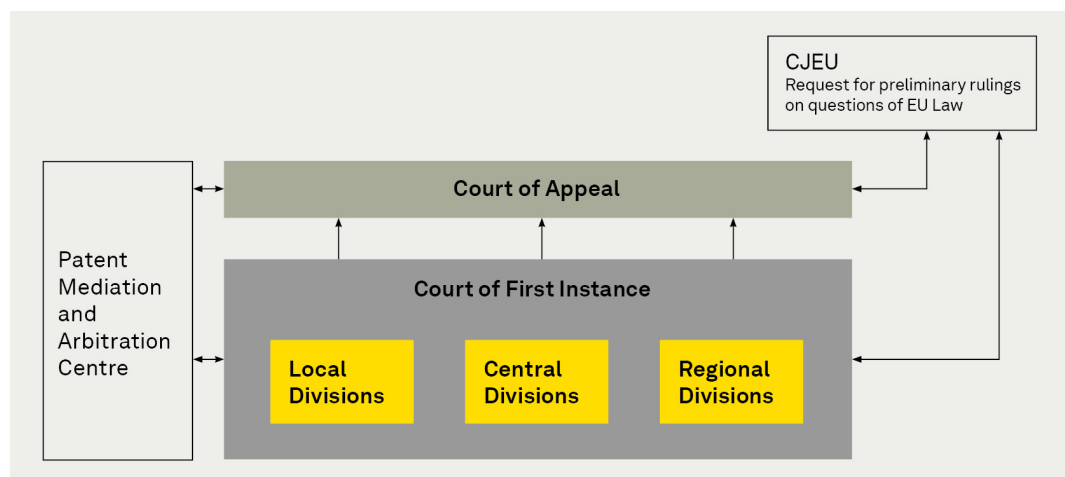 CJEU
Request for preliminary rulings
on questions of EU Law
Court of Appeal
Patent
Mediation
and
Arbitration
Centre
Court of First Instance
Local
Divisions
Central
Divisions
Regional
Divisions